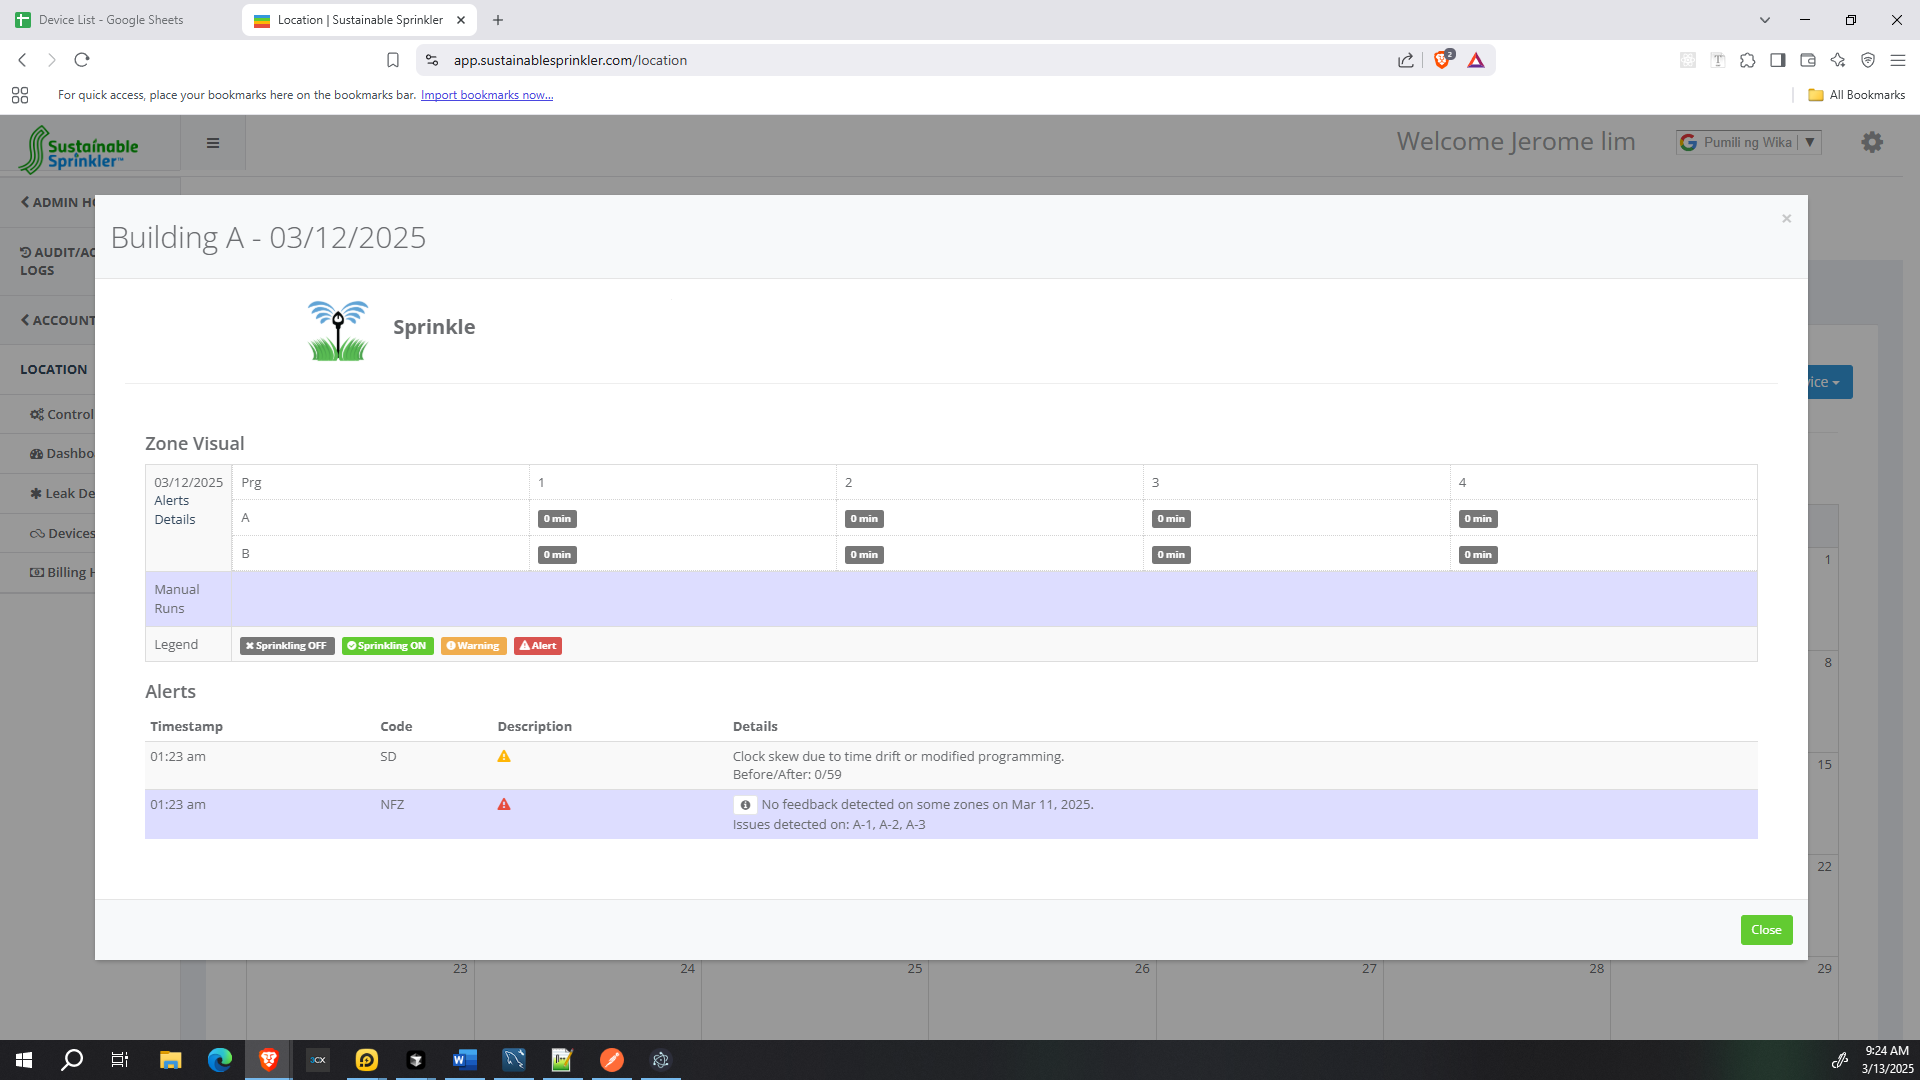 Device List - Google Sheets
Location | Sustainable Sprinkler
app.sustainablesprinkler.com/location
2
For quick access, place your bookmarks here on the bookmarks bar. Import bookmarks now...
All Bookmarks
Sustainable
Sprinkler™
Welcome Jerome lim
Pumili ng Wika
▼
ADMIN HO
AUDIT/AC
LOGS
ACCOUNT
LOCATION
Control
Dashbo
Leak De
Devices
Billing H
vice
Building A - 03/12/2025
×
Sprinkle
Zone Visual
03/12/2025
Alerts
Details
Prg 1 2 3 4
A 0 min 0 min 0 min 0 min
B 0 min 0 min 0 min 0 min
Manual
Runs
Legend Sprinkling OFF Sprinkling ON Warning Alert
Alerts
Timestamp Code Description Details
01:23 am SD Clock skew due to time drift or modified programming.
Before/After: 0/59
01:23 am NFZ No feedback detected on some zones on Mar 11, 2025.
Issues detected on: A-1, A-2, A-3
Close
1
8
15
22
23 24 25 26 27 28 29
3CX
9:24 AM
3/13/2025